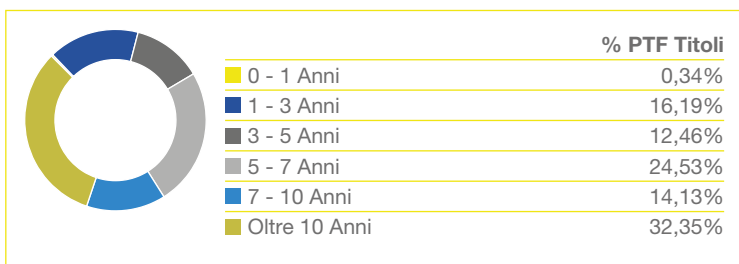 % PTF Titoli
0 - 1 Anni 0,34%
1 - 3 Anni 16,19%
3 - 5 Anni 12,46%
5 - 7 Anni 24,53%
7 - 10 Anni 14,13%
Oltre 10 Anni 32,35%